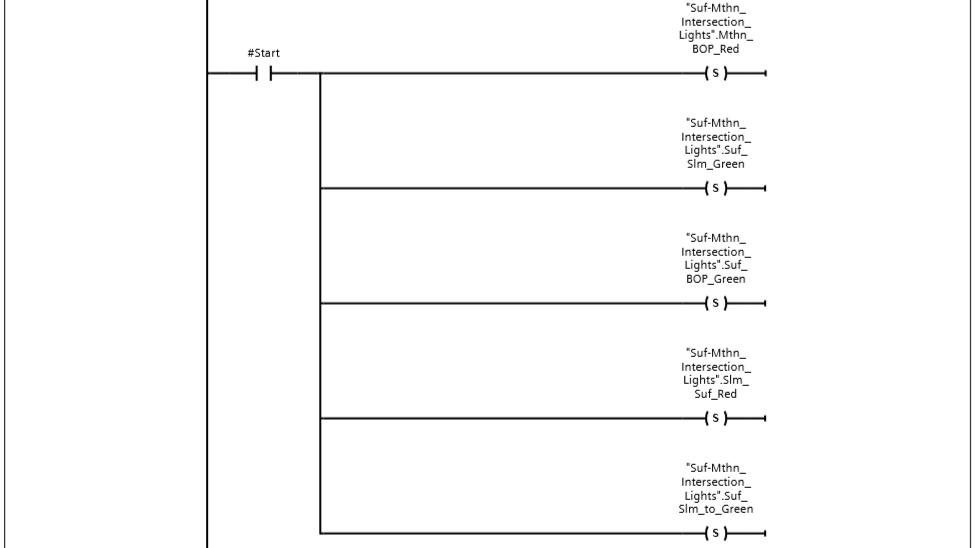 "Suf-Mthn_
Intersection_
Lights".Mthn_
BOP_Red
#Start
S
"Suf-Mthn_
Intersection_
Lights".Suf_
Slm_Green
S
"Suf-Mthn_
Intersection_
Lights".Suf_
BOP_Green
S
"Suf-Mthn_
Intersection_
Lights".Slm_
Suf_Red
S
"Suf-Mthn_
Intersection_
Lights".Suf_
Slm_to_Green
S